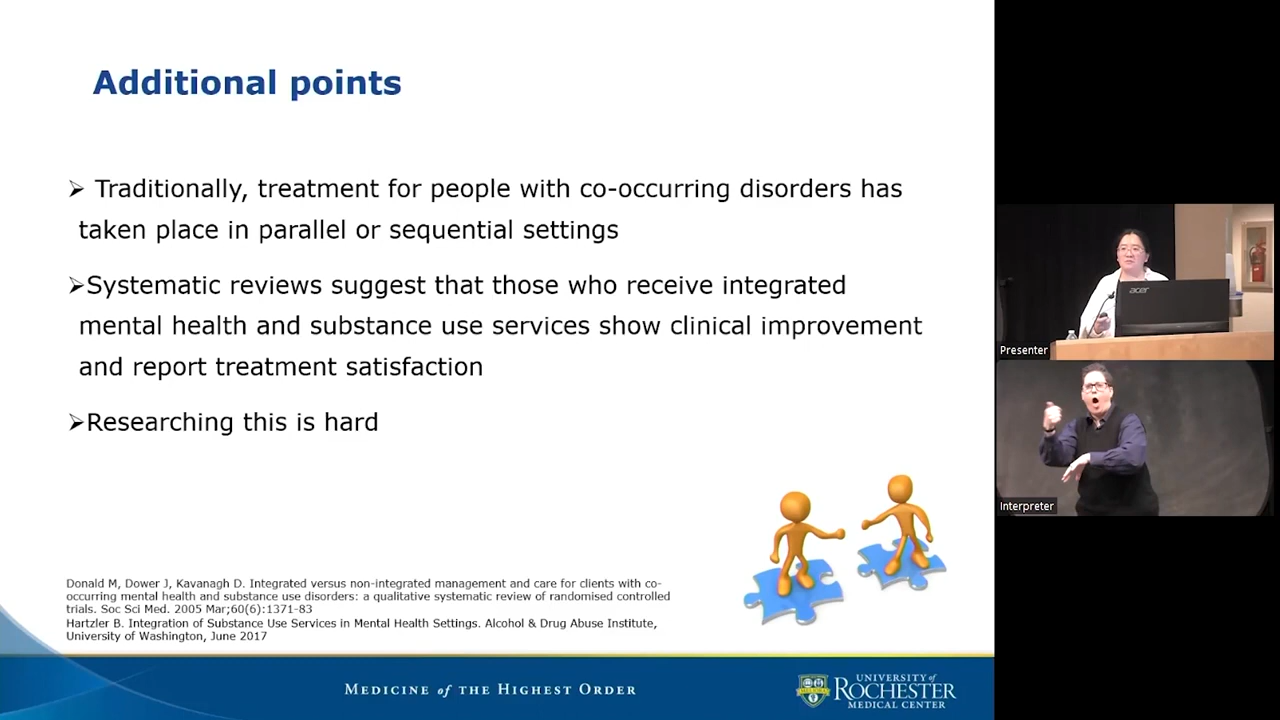 Additional points
➢ Traditionally, treatment for people with co-occurring disorders has
taken place in parallel or sequential settings
➢Systematic reviews suggest that those who receive integrated
mental health and substance use services show clinical improvement
and report treatment satisfaction
➢Researching this is hard
Donald M, Dower J, Kavanagh D. Integrated versus non-integrated management and care for clients with co-
occurring mental health and substance use disorders: a qualitative systematic review of randomised controlled
trials. Soc Sci Med. 2005 Mar;60(6):1371-83
Hartzler B. Integration of Substance Use Services in Mental Health Settings. Alcohol & Drug Abuse Institute,
University of Washington, June 2017
MEDICINE of THE HIGHEST ORDER
MELIORA
UNIVERSITY of
ROCHESTER
MEDICAL CENTER
acer
Presenter
Interpreter